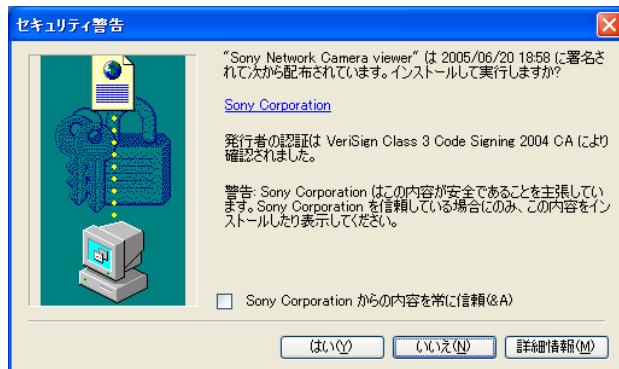 セキュリティ警告
"Sony Network Camera viewer" は 2005/06/20 18:58 に署名さ
れて次から配布されています。インストールして実行しますか?
Sony Corporation
発行者の認証は VeriSign Class 3 Code Signing 2004 CA により
確認されました。
警告: Sony Corporation はこの内容が安全であることを主張してい
ます。Sony Corporation を信頼している場合にのみ、この内容をイン
ストールしたり表示してください。
Sony Corporation からの内容を常に信頼(&A)
はい(Y) いいえ(N) 詳細情報(M)